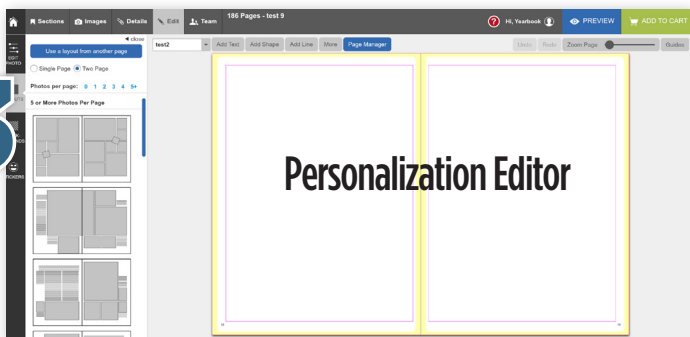 Sections Images Details Edit Team 186 Pages - test 9 ? Hi, Yearbook PREVIEW ADD TO CART
close
Use a layout from another page
test2 Add Text Add Shape Add Line More Page Manager Undo Redo Zoom Page Guides
EDIT
PHOTO
Single Page Two Page
Photos per page: 0 1 2 3 4 5+
5 or More Photos Per Page
Personalization Editor